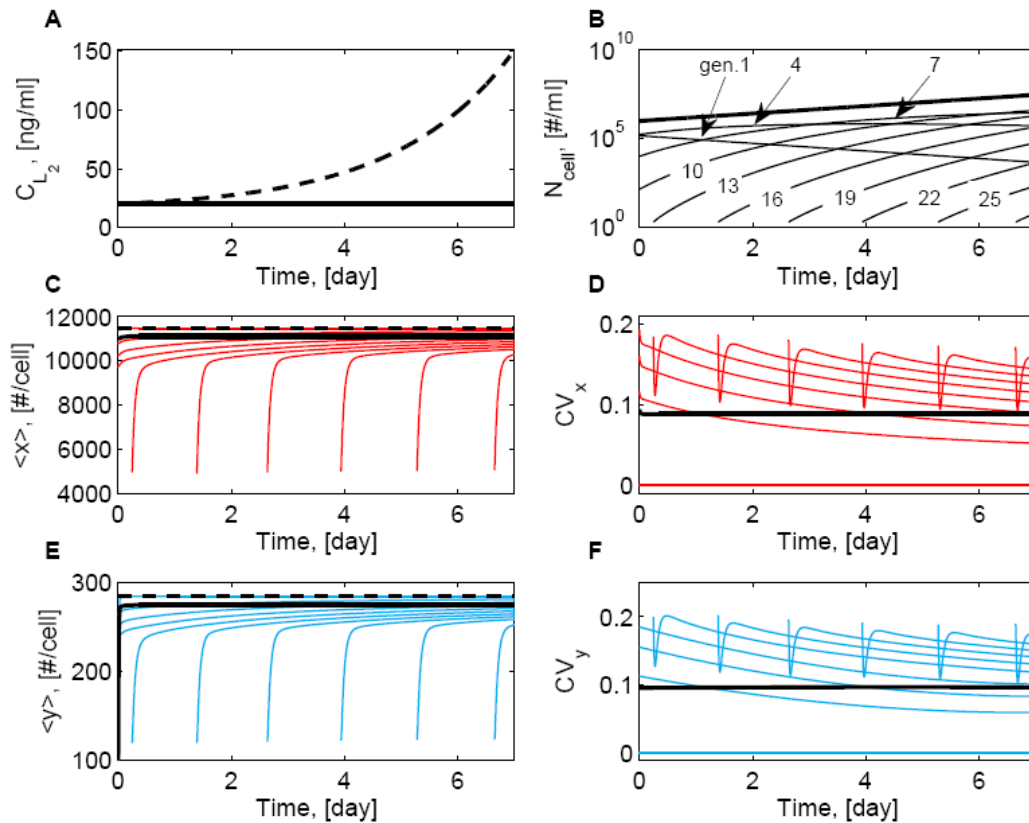 A
C_{L_2}, [ng/ml]
150
100
50
0
0 2 4 6
Time, [day]
B
N_{cell}, [#/ml]
10^{10}
10^5
10^0
gen.1 4 7
10 13 16 19 22 25
0 2 4 6
Time, [day]
C
<x>, [#/cell]
12000
10000
8000
6000
4000
0 2 4 6
Time, [day]
D
CV_x
0.2
0.1
0
0 2 4 6
Time, [day]
E
<y>, [#/cell]
300
200
100
0 2 4 6
Time, [day]
F
CV_y
0.2
0.1
0
0 2 4 6
Time, [day]